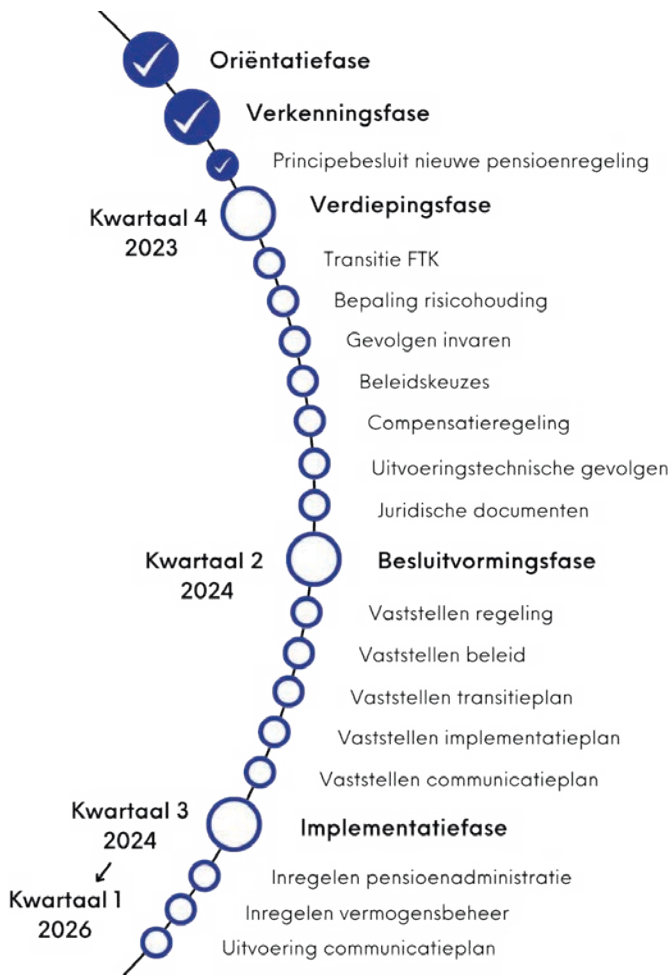 Oriëntatiefase
Verkenningsfase
Principebesluit nieuwe pensioenregeling
Kwartaal 4
2023
Verdiepingsfase
Transitie FTK
Bepaling risicohouding
Gevolgen invaren
Beleidskeuzes
Compensatieregeling
Uitvoeringstechnische gevolgen
Juridische documenten
Kwartaal 2
2024
Besluitvormingsfase
Vaststellen regeling
Vaststellen beleid
Vaststellen transitieplan
Vaststellen implementatieplan
Vaststellen communicatieplan
Kwartaal 3
2024
Implementatiefase
Kwartaal 1
2026
Inregelen pensioenadministratie
Inregelen vermogensbeheer
Uitvoering communicatieplan